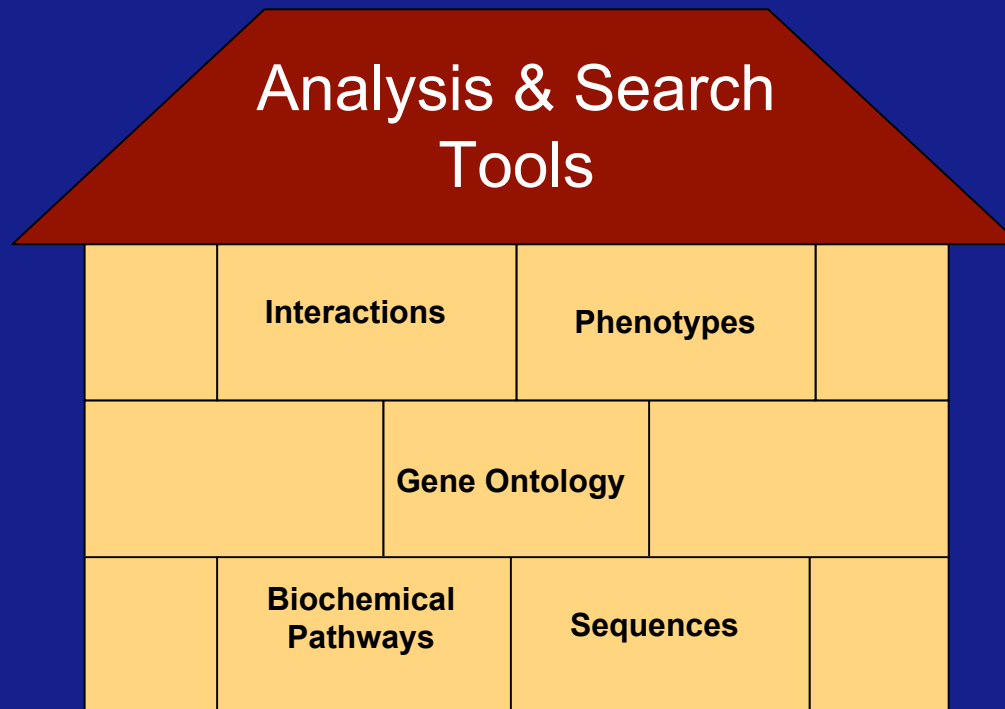 Analysis & Search
Tools
Interactions
Phenotypes
Gene Ontology
Biochemical
Pathways
Sequences